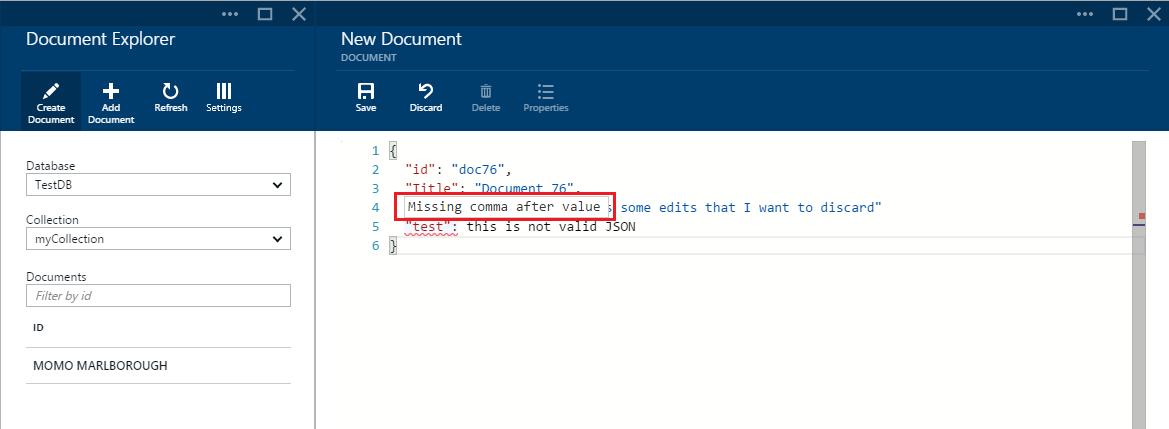 Document Explorer
Create Document
Add Document
Refresh
Settings
Database
TestDB
Collection
myCollection
Documents
Filter by id
ID
MOMO MARLBOROUGH
New Document
DOCUMENT
Save
Discard
Delete
Properties
1 {
2 "id": "doc76",
3 "Title": "Document 76",
Missing comma after value
4 some edits that I want to discard"
5 "test": this is not valid JSON
6 }